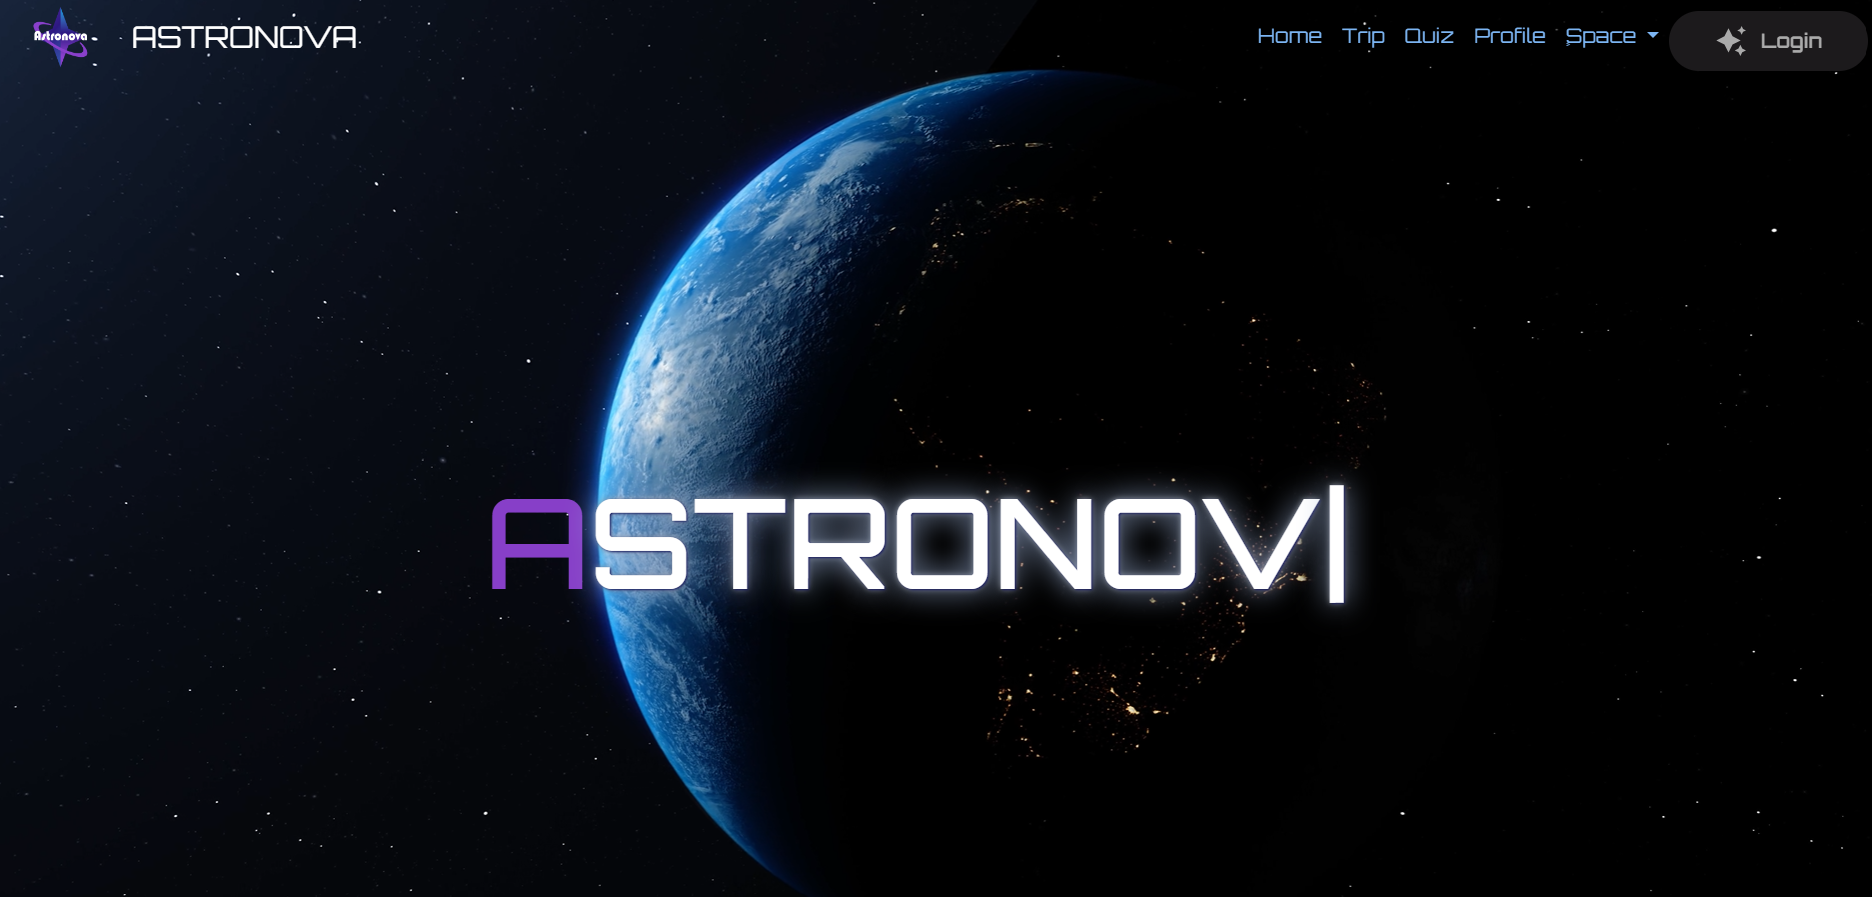 Astronova
ASTRONOVA
Home Trip Quiz Profile Space Login
ASTRONOV|